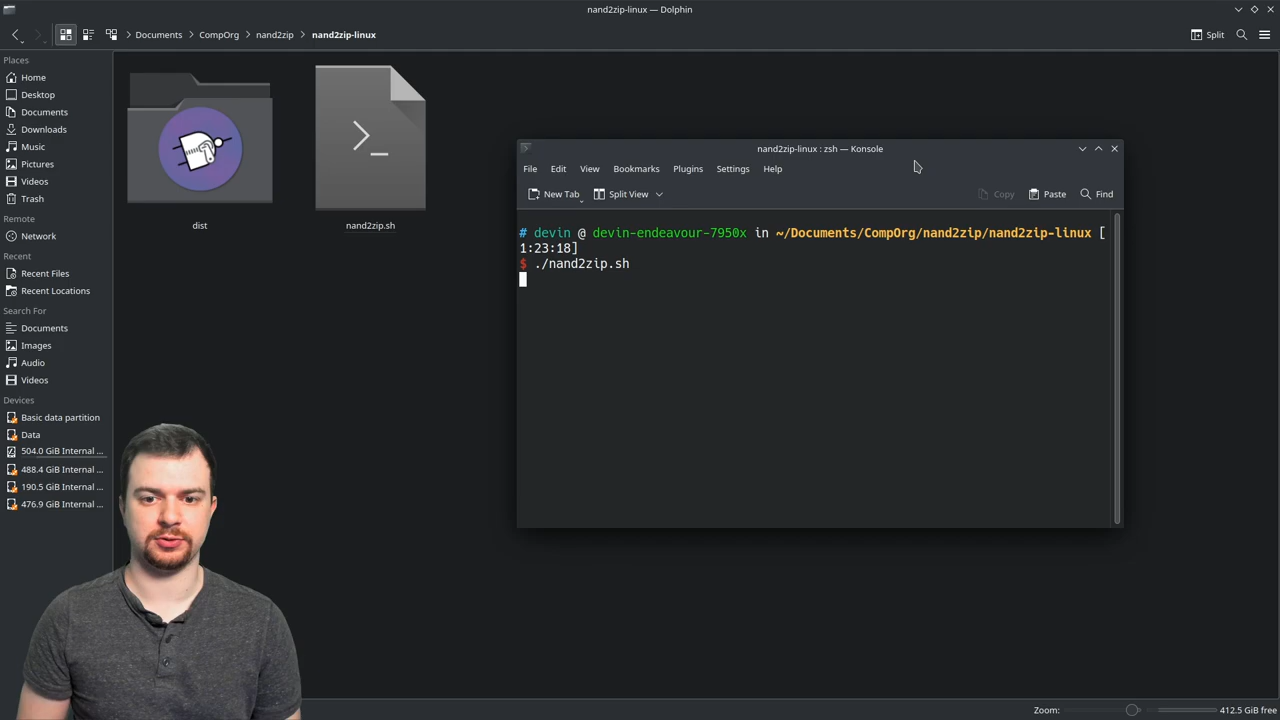 nand2zip-linux — Dolphin
Documents
CompOrg
nand2zip
nand2zip-linux
Split
Places
Home
Desktop
Documents
Downloads
Music
Pictures
Videos
Trash
Remote
Network
Recent
Recent Files
Recent Locations
Search For
Documents
Images
Audio
Videos
Devices
Basic data partition
Data
504.0 GiB Internal ...
488.4 GiB Internal ...
190.5 GiB Internal ...
476.9 GiB Internal ...
dist
nand2zip.sh
nand2zip-linux : zsh — Konsole
File Edit View Bookmarks Plugins Settings Help
New Tab Split View Copy Paste Find
# devin @ devin-endeavour-7950x in ~/Documents/CompOrg/nand2zip/nand2zip-linux [
1:23:18]
$ ./nand2zip.sh
Zoom: 412.5 GiB free